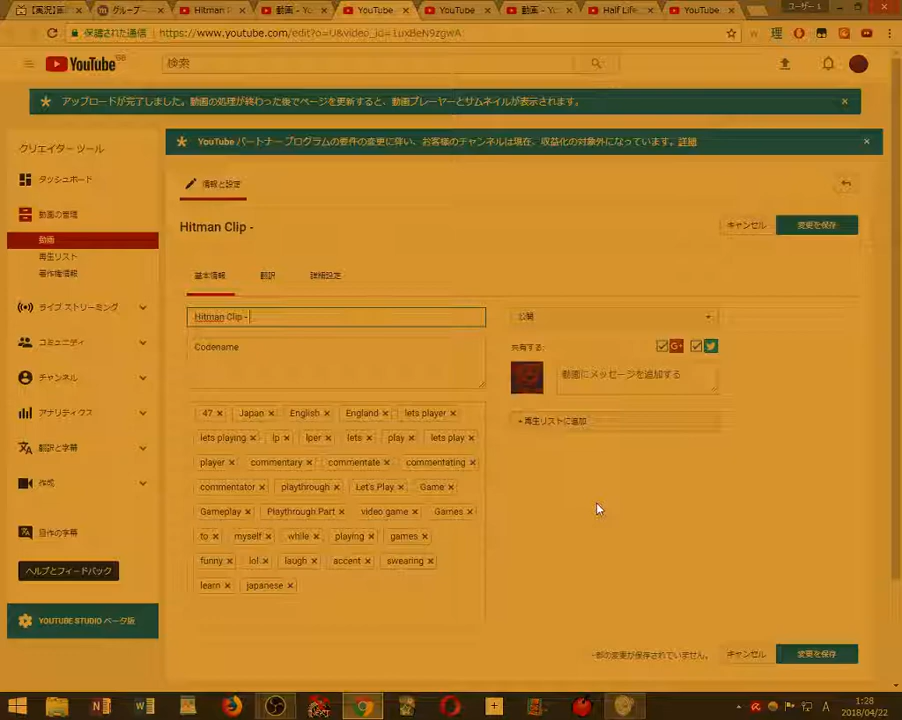 【実況】画
グループ -
Hitman
動画 - Yo
YouTube
YouTube
動画 - Yo
Half Life
YouTube
ユーザー 1
保護された通信 https://www.youtube.com/edit?o=U&video_id=1uxBeN9zgwA
YouTube GB
検索
アップロードが完了しました。動画の処理が終わった後でページを更新すると、動画プレーヤーとサムネイルが表示されます。
YouTube パートナー プログラムの要件の変更に伴い、お客様のチャンネルは現在、収益化の対象外になっています。詳細
クリエイター ツール
ダッシュボード
動画の管理
動画
再生リスト
著作権情報
ライブ ストリーミング
コミュニティ
チャンネル
アナリティクス
翻訳と字幕
作成
自作の字幕
ヘルプとフィードバック
YOUTUBE STUDIO ベータ版
情報と設定
Hitman Clip -
キャンセル
変更を保存
基本情報
翻訳
詳細設定
Hitman Clip -
Codename
47 Japan English England lets player
lets playing lp lper lets play lets play
player commentary commentate commentating
commentator playthrough Let's Play Game
Gameplay Playthrough Part video game Games
to myself while playing games
funny lol laugh accent swearing
learn japanese
公開
共有する:
G+
動画にメッセージを追加する
+ 再生リストに追加
一部の変更が保存されていません。
キャンセル
変更を保存
理
A
1:28
2018/04/22